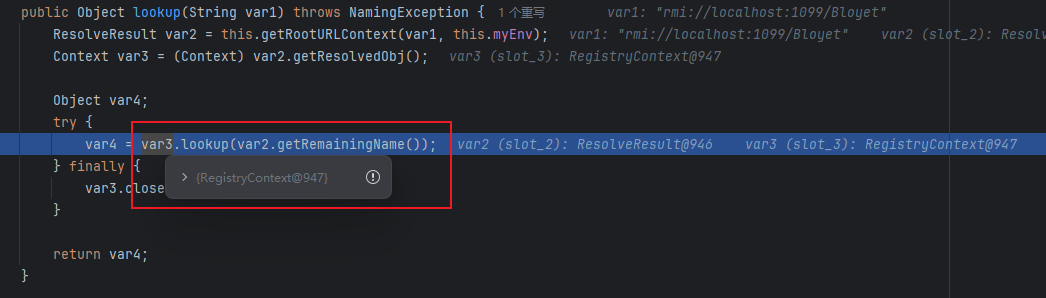 public Object lookup(String var1) throws NamingException { 1 个重写 var1: "rmi://localhost:1099/Bloyet"
ResolveResult var2 = this.getRootURLContext(var1, this.myEnv); var1: "rmi://localhost:1099/Bloyet" var2 (slot_2): Resolv
Context var3 = (Context) var2.getResolvedObj(); var3 (slot_3): RegistryContext@947
Object var4;
try {
var4 = var3.lookup(var2.getRemainingName()); var2 (slot_2): ResolveResult@946 var3 (slot_3): RegistryContext@947
} finally {
{RegistryContext@947}
var3.close
}
return var4;
}